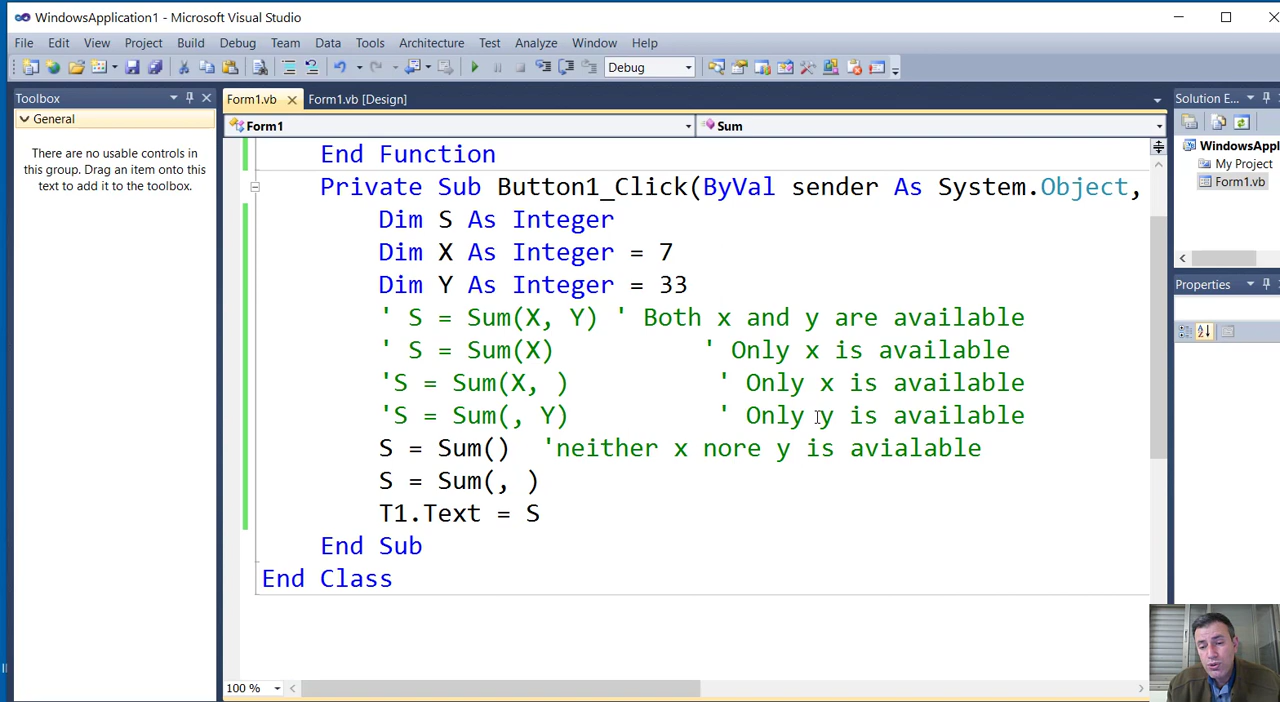 WindowsApplication1 - Microsoft Visual Studio
File Edit View Project Build Debug Team Data Tools Architecture Test Analyze Window Help
Debug
Toolbox
General
There are no usable controls in
this group. Drag an item onto this
text to add it to the toolbox.
Form1.vb
Form1.vb [Design]
Form1
Sum
End Function
Private Sub Button1_Click(ByVal sender As System.Object,
Dim S As Integer
Dim X As Integer = 7
Dim Y As Integer = 33
' S = Sum(X, Y) ' Both x and y are available
' S = Sum(X) ' Only x is available
'S = Sum(X, ) ' Only x is available
'S = Sum(, Y) ' Only y is available
S = Sum() 'neither x nore y is avialable
S = Sum(, )
T1.Text = S
End Sub
End Class
100 %
Solution E...
WindowsAppl
My Project
Form1.vb
Properties